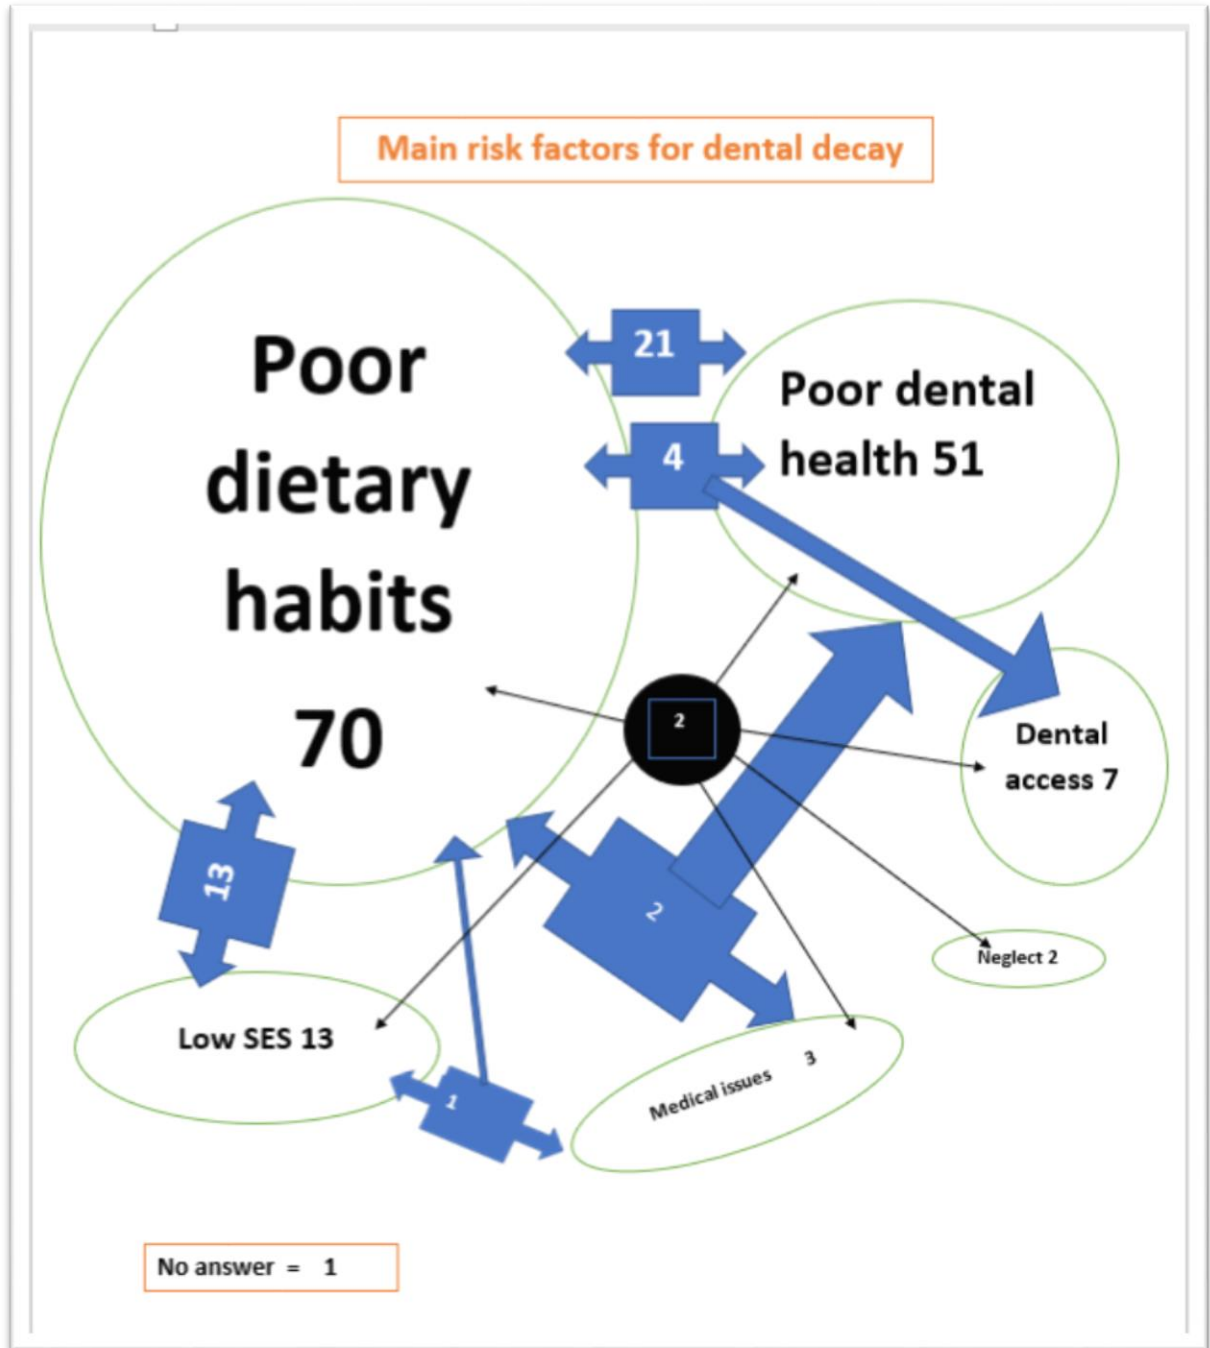 Main risk factors for dental decay
Poor
dietary
habits
70
21
4
Poor dental
health 51
2
Dental
access 7
13
2
Neglect 2
Low SES 13
1
Medical issues 3
No answer = 1